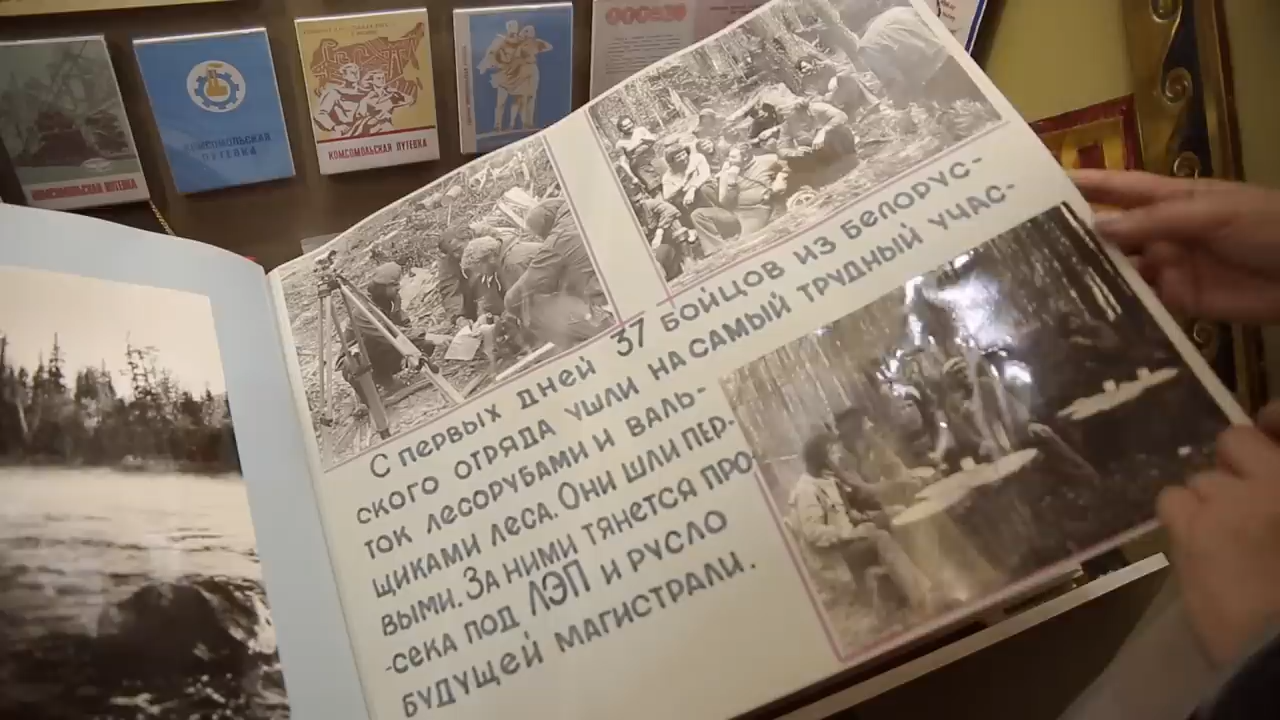 КОМСОМОЛЬСКАЯ ПУТЕВКА
КОМСОМОЛЬСКАЯ
ПУТЕВКА
КОМСОМОЛЬСКАЯ ПУТЕВКА
С ПЕРВЫХ ДНЕЙ 37 БОЙЦОВ ИЗ БЕЛОРУС-
СКОГО ОТРЯДА УШЛИ НА САМЫЙ ТРУДНЫЙ УЧАС-
ТОК ЛЕСОРУБАМИ И ВАЛЬ-
ЩИКАМИ ЛЕСА. ОНИ ШЛИ ПЕР-
ВЫМИ. ЗА НИМИ ТЯНЕТСЯ ПРО
-СЕКА ПОД ЛЭП И РУСЛО
БУДУЩЕЙ МАГИСТРАЛИ.